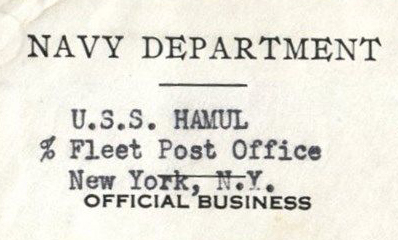 NAVY DEPARTMENT
U.S.S. HAMUL
% Fleet Post Office
New York, N.Y.
OFFICIAL BUSINESS